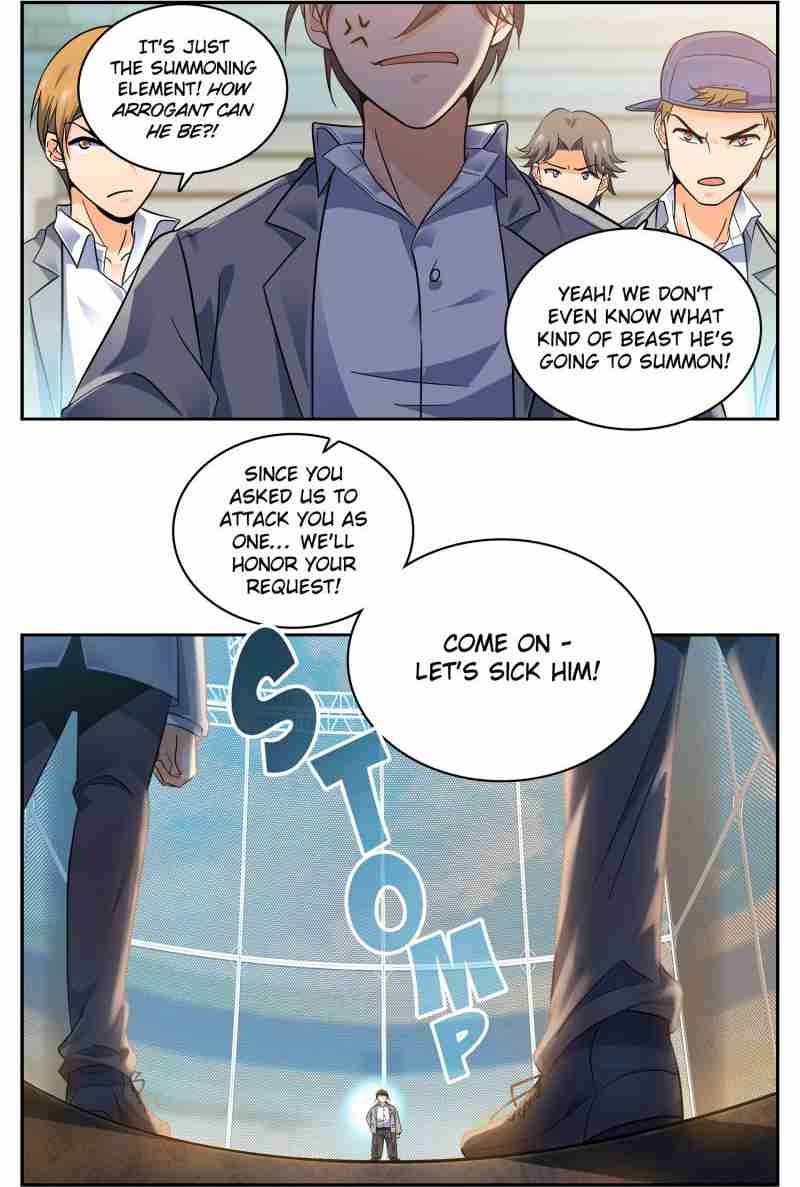 IT'S JUST
THE SUMMONING
ELEMENT! HOW
ARROGANT CAN
HE BE?!
YEAH! WE DON'T
EVEN KNOW WHAT
KIND OF BEAST HE'S
GOING TO SUMMON!
SINCE YOU
ASKED US TO
ATTACK YOU AS
ONE... WE'LL
HONOR YOUR
REQUEST!
COME ON -
LET'S SICK HIM!
STOMP